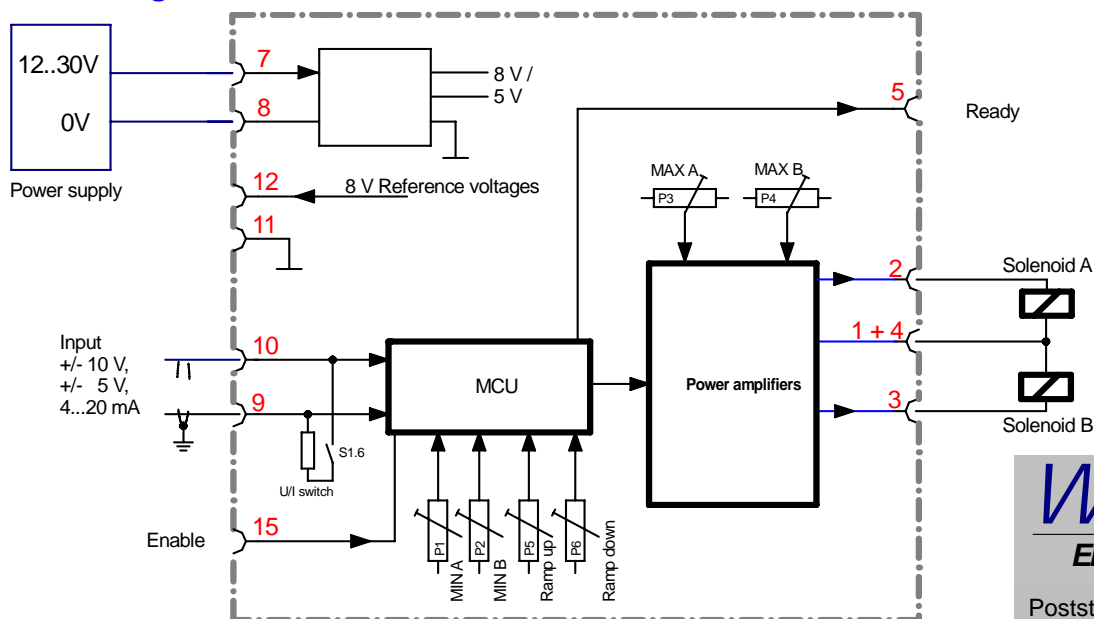 12..30V
0V
Power supply
7
8
8 V /
5 V
12
8 V Reference voltages
11
5
Ready
MAX A
P3
MAX B
P4
2
Solenoid A
1 + 4
3
Solenoid B
Power amplifiers
Input
+/- 10 V,
+/- 5 V,
4...20 mA
10
9
MCU
S1.6
U/I switch
15
Enable
P1
MIN A
P2
MIN B
P5
Ramp up
P6
Ramp down